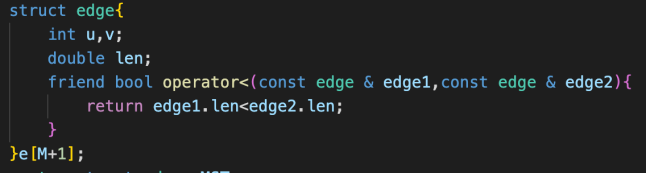 struct edge{
    int u,v;
    double len;
    friend bool operator<(const edge & edge1,const edge & edge2){
        return edge1.len<edge2.len;
    }
}e[M+1];